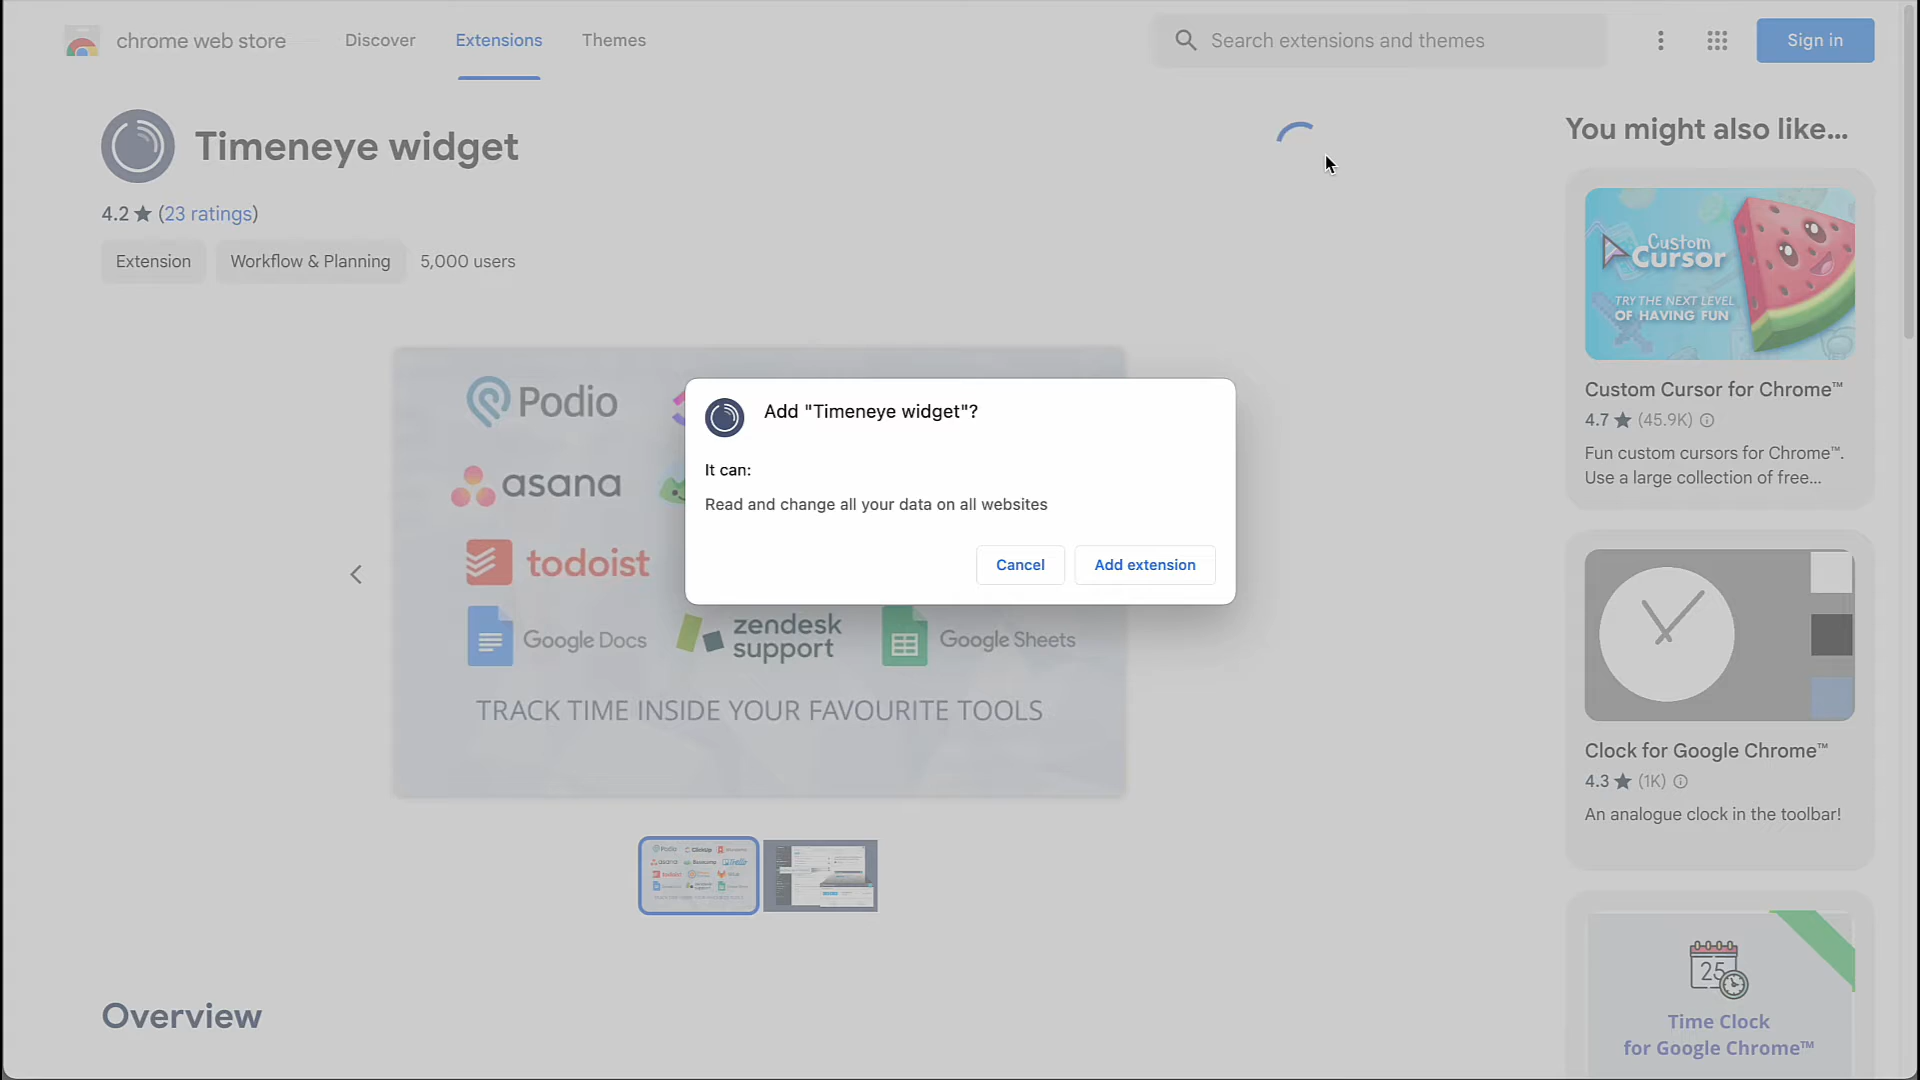 chrome web store
Discover
Extensions
Themes
Search extensions and themes
Sign in
Timeneye widget
4.2 ★ (23 ratings)
Extension
Workflow & Planning
5,000 users
Podio
asana
todoist
Google Docs
zendesk
support
Google Sheets
TRACK TIME INSIDE YOUR FAVOURITE TOOLS
Add "Timeneye widget"?
It can:
Read and change all your data on all websites
Cancel
Add extension
Overview
You might also like...
Custom
Cursor
TRY THE NEXT LEVEL
OF HAVING FUN
Custom Cursor for Chrome™
4.7 ★ (45.9K)
Fun custom cursors for Chrome™.
Use a large collection of free...
Clock for Google Chrome™
4.3 ★ (1K)
An analogue clock in the toolbar!
25
Time Clock
for Google Chrome™